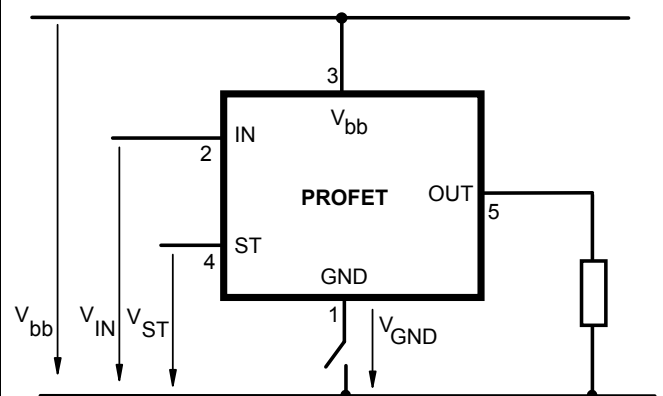 3
V_bb
IN
2
PROFET
OUT
5
ST
4
GND
1
V_bb
V_IN
V_ST
V_GND